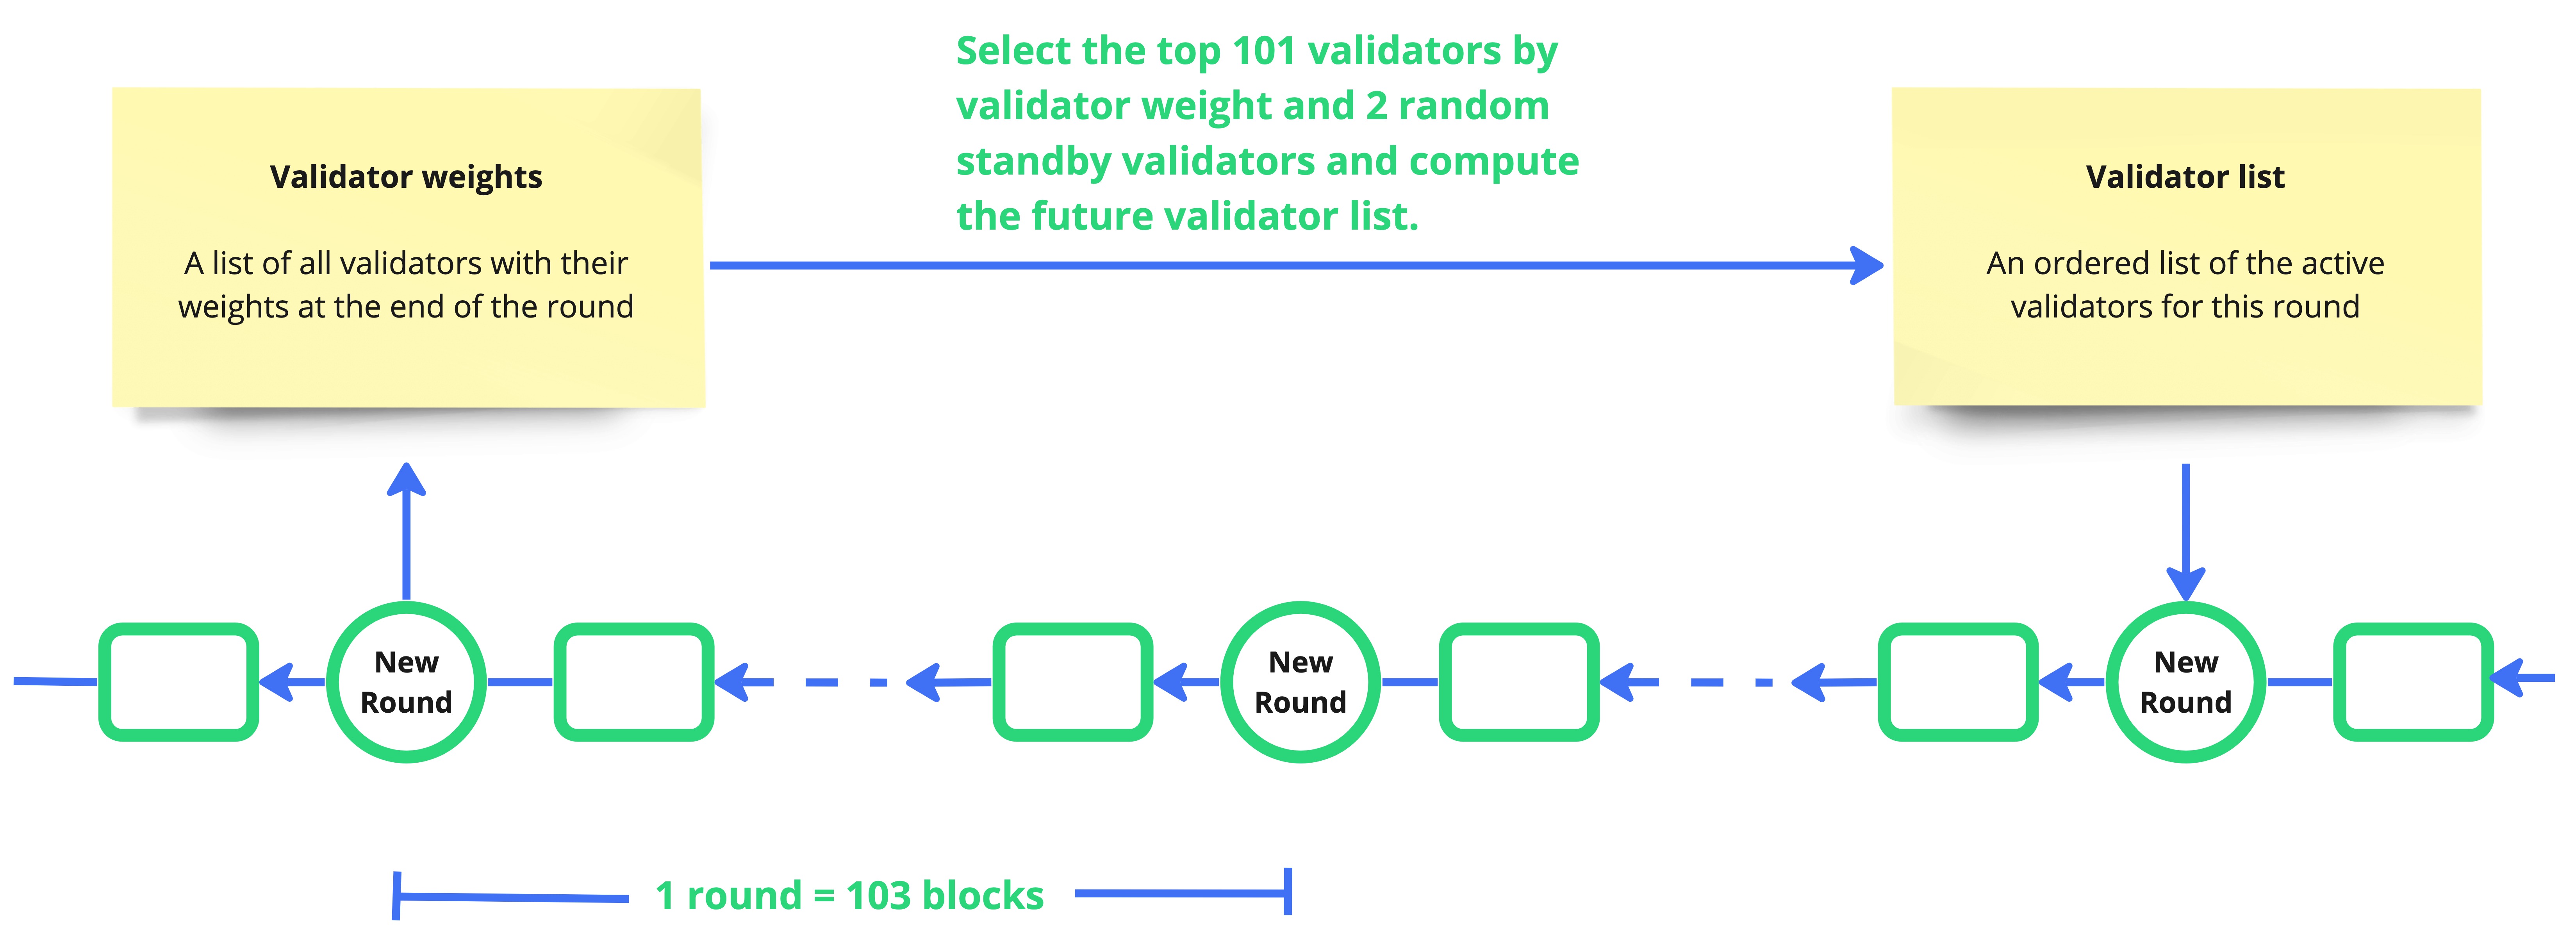 Select the top 101 validators by
validator weight and 2 random
standby validators and compute
the future validator list.
Validator weights
A list of all validators with their
weights at the end of the round
Validator list
An ordered list of the active
validators for this round
New
Round
New
Round
New
Round
1 round = 103 blocks